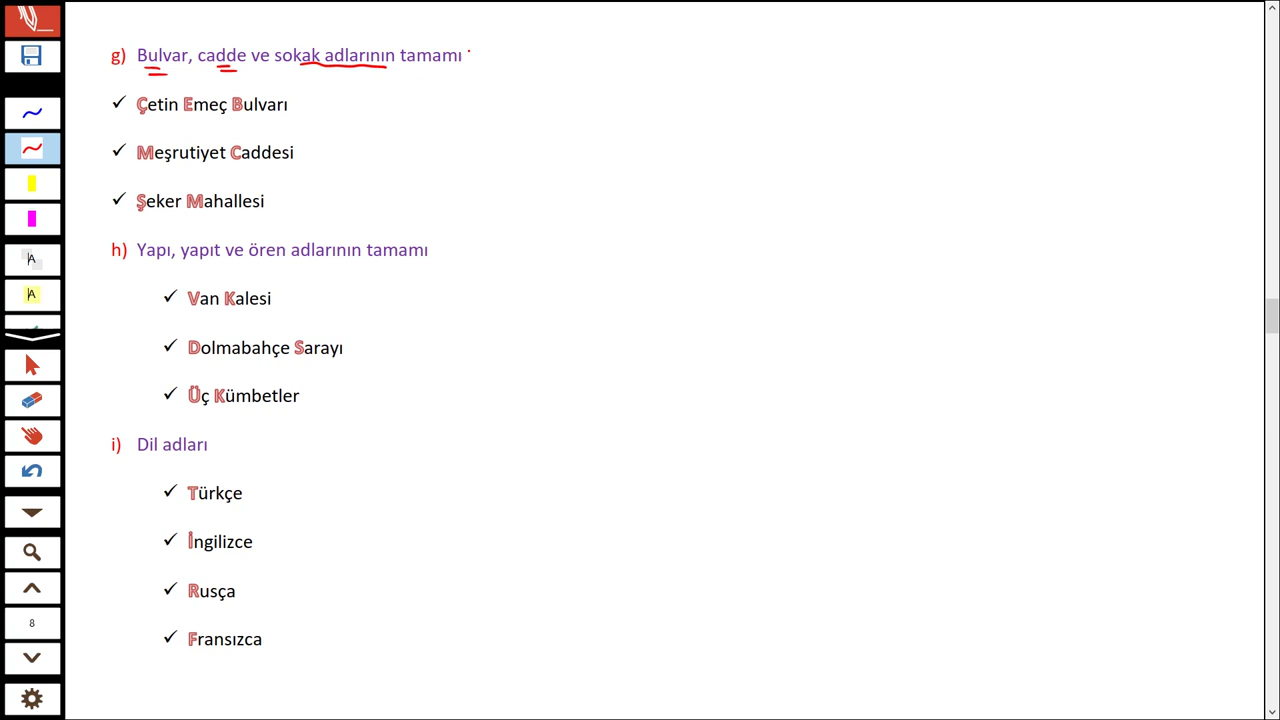 g) Bulvar, cadde ve sokak adlarının tamamı
✓ Çetin Emeç Bulvarı
✓ Meşrutiyet Caddesi
✓ Şeker Mahallesi
h) Yapı, yapıt ve ören adlarının tamamı
✓ Van Kalesi
✓ Dolmabahçe Sarayı
✓ Üç Kümbetler
i) Dil adları
✓ Türkçe
✓ İngilizce
✓ Rusça
✓ Fransızca
A
A
8